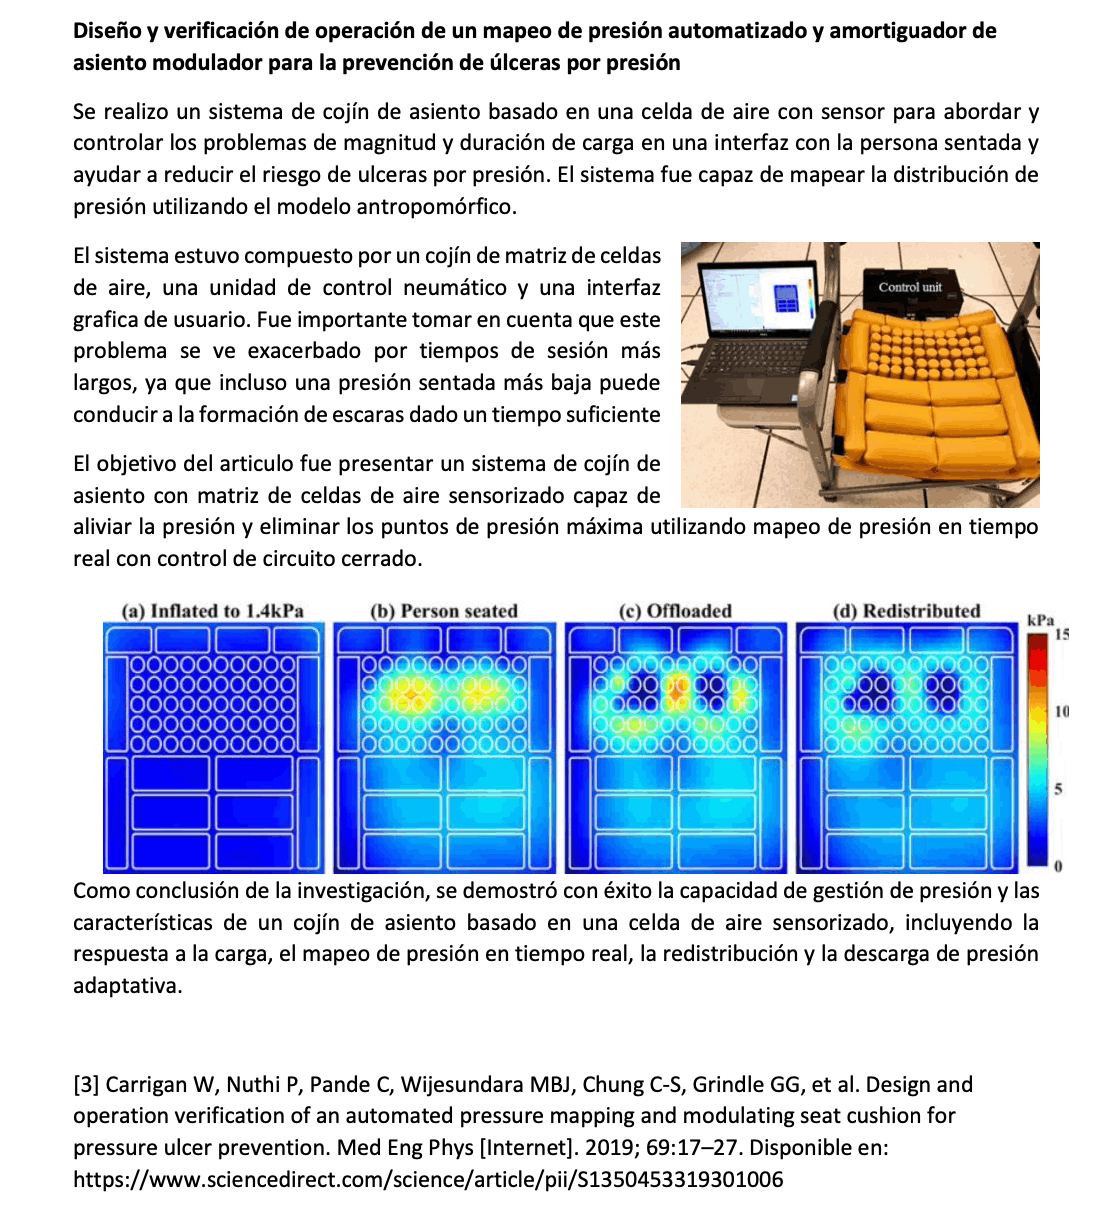 Diseño y verificación de operación de un mapeo de presión automatizado y amortiguador de
asiento modulador para la prevención de úlceras por presión
Se realizo un sistema de cojín de asiento basado en una celda de aire con sensor para abordar y
controlar los problemas de magnitud y duración de carga en una interfaz con la persona sentada y
ayudar a reducir el riesgo de ulceras por presión. El sistema fue capaz de mapear la distribución de
presión utilizando el modelo antropomórfico.
El sistema estuvo compuesto por un cojín de matriz de celdas
de aire, una unidad de control neumático y una interfaz
grafica de usuario. Fue importante tomar en cuenta que este
problema se ve exacerbado por tiempos de sesión más
largos, ya que incluso una presión sentada más baja puede
conducir a la formación de escaras dado un tiempo suficiente
Control unit
El objetivo del articulo fue presentar un sistema de cojín de
asiento con matriz de celdas de aire sensorizado capaz de
aliviar la presión y eliminar los puntos de presión máxima utilizando mapeo de presión en tiempo
real con control de circuito cerrado.
(a) Inflated to 1.4kPa (b) Person seated (c) Offloaded (d) Redistributed
kPa
15
10
5
0
Como conclusión de la investigación, se demostró con éxito la capacidad de gestión de presión y las
características de un cojín de asiento basado en una celda de aire sensorizado, incluyendo la
respuesta a la carga, el mapeo de presión en tiempo real, la redistribución y la descarga de presión
adaptativa.
[3] Carrigan W, Nuthi P, Pande C, Wijesundara MBJ, Chung C-S, Grindle GG, et al. Design and
operation verification of an automated pressure mapping and modulating seat cushion for
pressure ulcer prevention. Med Eng Phys [Internet]. 2019; 69:17–27. Disponible en:
https://www.sciencedirect.com/science/article/pii/S1350453319301006